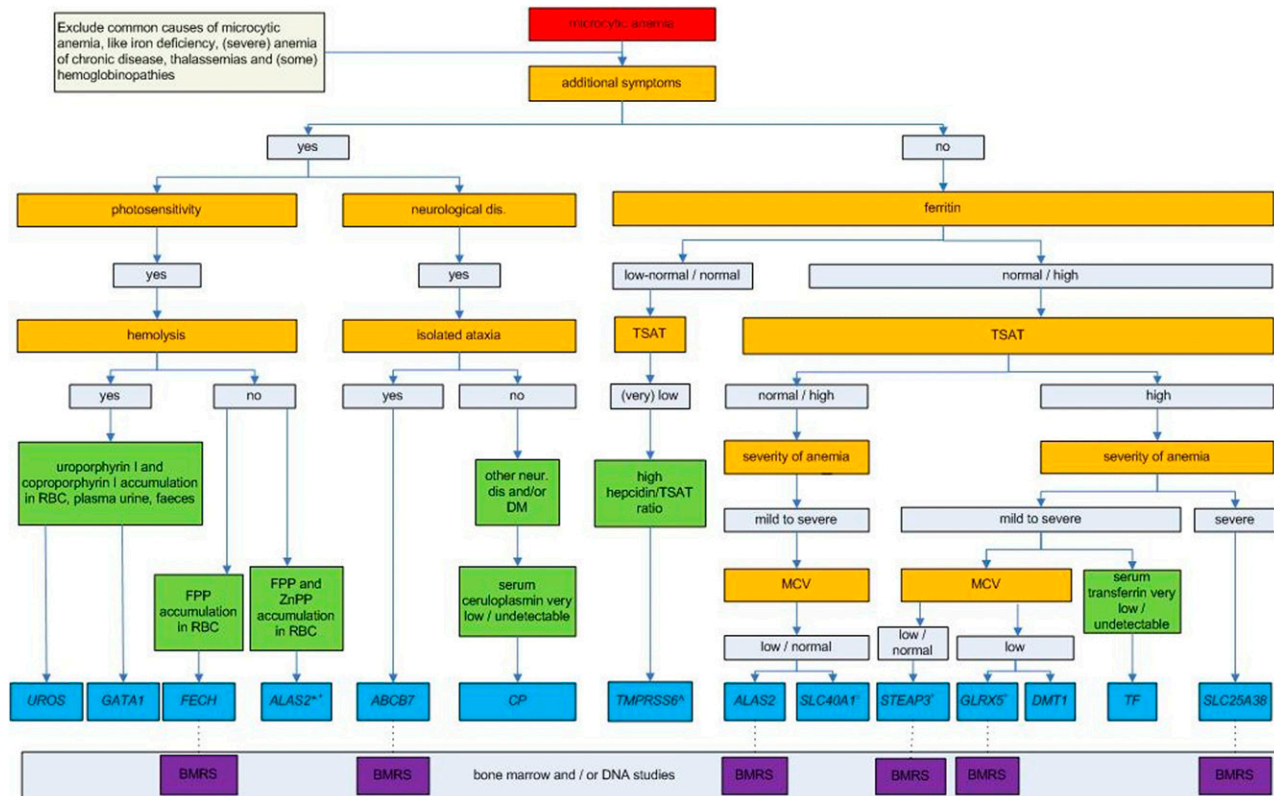 Exclude common causes of microcytic
anemia, like iron deficiency, (severe) anemia
of chronic disease, thalassemias and (some)
hemoglobinopathies
microcytic anemia
additional symptoms
yes
no
photosensitivity
neurological dis.
ferritin
yes
yes
low-normal / normal
normal / high
hemolysis
isolated ataxia
TSAT
TSAT
yes
no
yes
no
(very) low
normal / high
high
uroporphyrin I and
coproporphyrin I accumulation
in RBC, plasma urine, faeces
other neur.
dis and/or
DM
high
hepcidin/TSAT
ratio
severity of anemia
severity of anemia
mild to severe
mild to severe
severe
FPP
accumulation
in RBC
FPP and
ZnPP
accumulation
in RBC
serum
ceruloplasmin very
low / undetectable
MCV
MCV
serum
transferrin very
low /
undetectable
low / normal
low /
normal
low
UROS
GATA1
FECH
ALAS2*⁺
ABCB7
CP
TMPRSS6^
ALAS2
SLC40A1°
STEAP3°
GLRX5°
DMT1
TF
SLC25A38
BMRS
BMRS
bone marrow and / or DNA studies
BMRS
BMRS
BMRS
BMRS